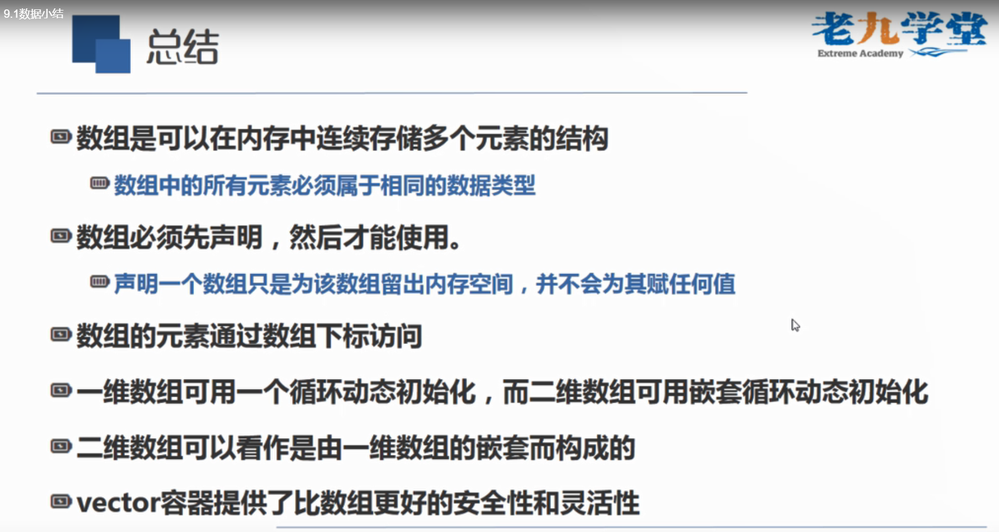 9.1数据小结
总结
老九学堂
Extreme Academy
数组是可以在内存中连续存储多个元素的结构
数组中的所有元素必须属于相同的数据类型
数组必须先声明，然后才能使用。
声明一个数组只是为该数组留出内存空间，并不会为其赋任何值
数组的元素通过数组下标访问
一维数组可用一个循环动态初始化，而二维数组可用嵌套循环动态初始化
二维数组可以看作是由一维数组的嵌套而构成的
vector容器提供了比数组更好的安全性和灵活性